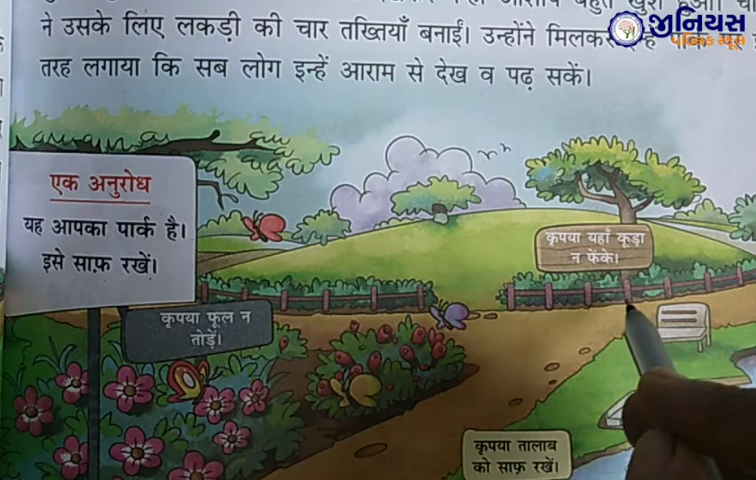 ने उसके लिए लकड़ी की चार तख्तियाँ बनाईं। उन्होंने मिलकर
तरह लगाया कि सब लोग इन्हें आराम से देख व पढ़ सकें।
जीनियस
एक अनुरोध
यह आपका पार्क है।
इसे साफ़ रखें।
कृपया यहाँ कूड़ा
न फेंके।
कृपया फूल न
तोड़ें।
कृपया तालाब
को साफ़ रखें।